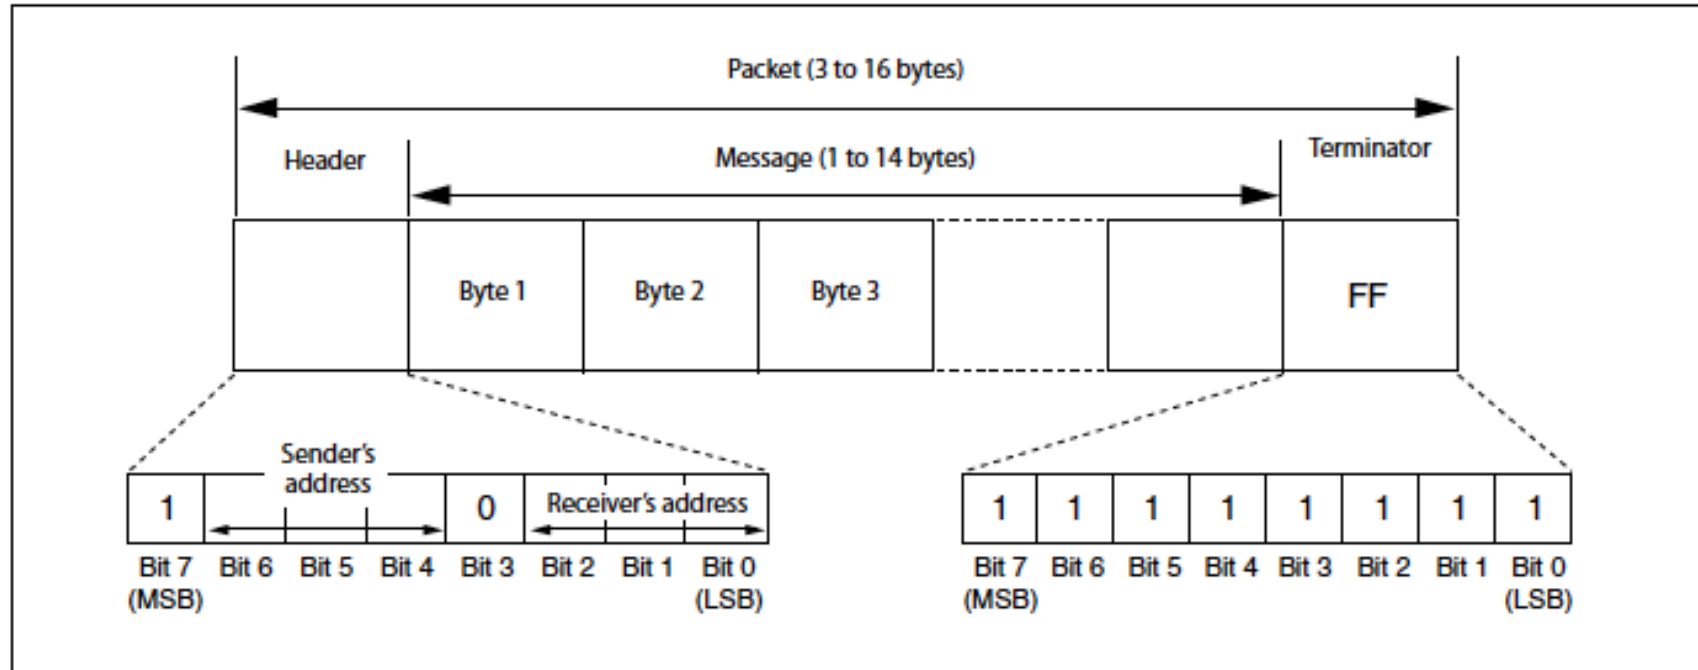 Packet (3 to 16 bytes)
Header
Message (1 to 14 bytes)
Terminator
Byte 1
Byte 2
Byte 3
FF
Sender's
address
1
0
Receiver's address
Bit 7
(MSB)
Bit 6
Bit 5
Bit 4
Bit 3
Bit 2
Bit 1
Bit 0
(LSB)
1
1
1
1
1
1
1
1
Bit 7
(MSB)
Bit 6
Bit 5
Bit 4
Bit 3
Bit 2
Bit 1
Bit 0
(LSB)